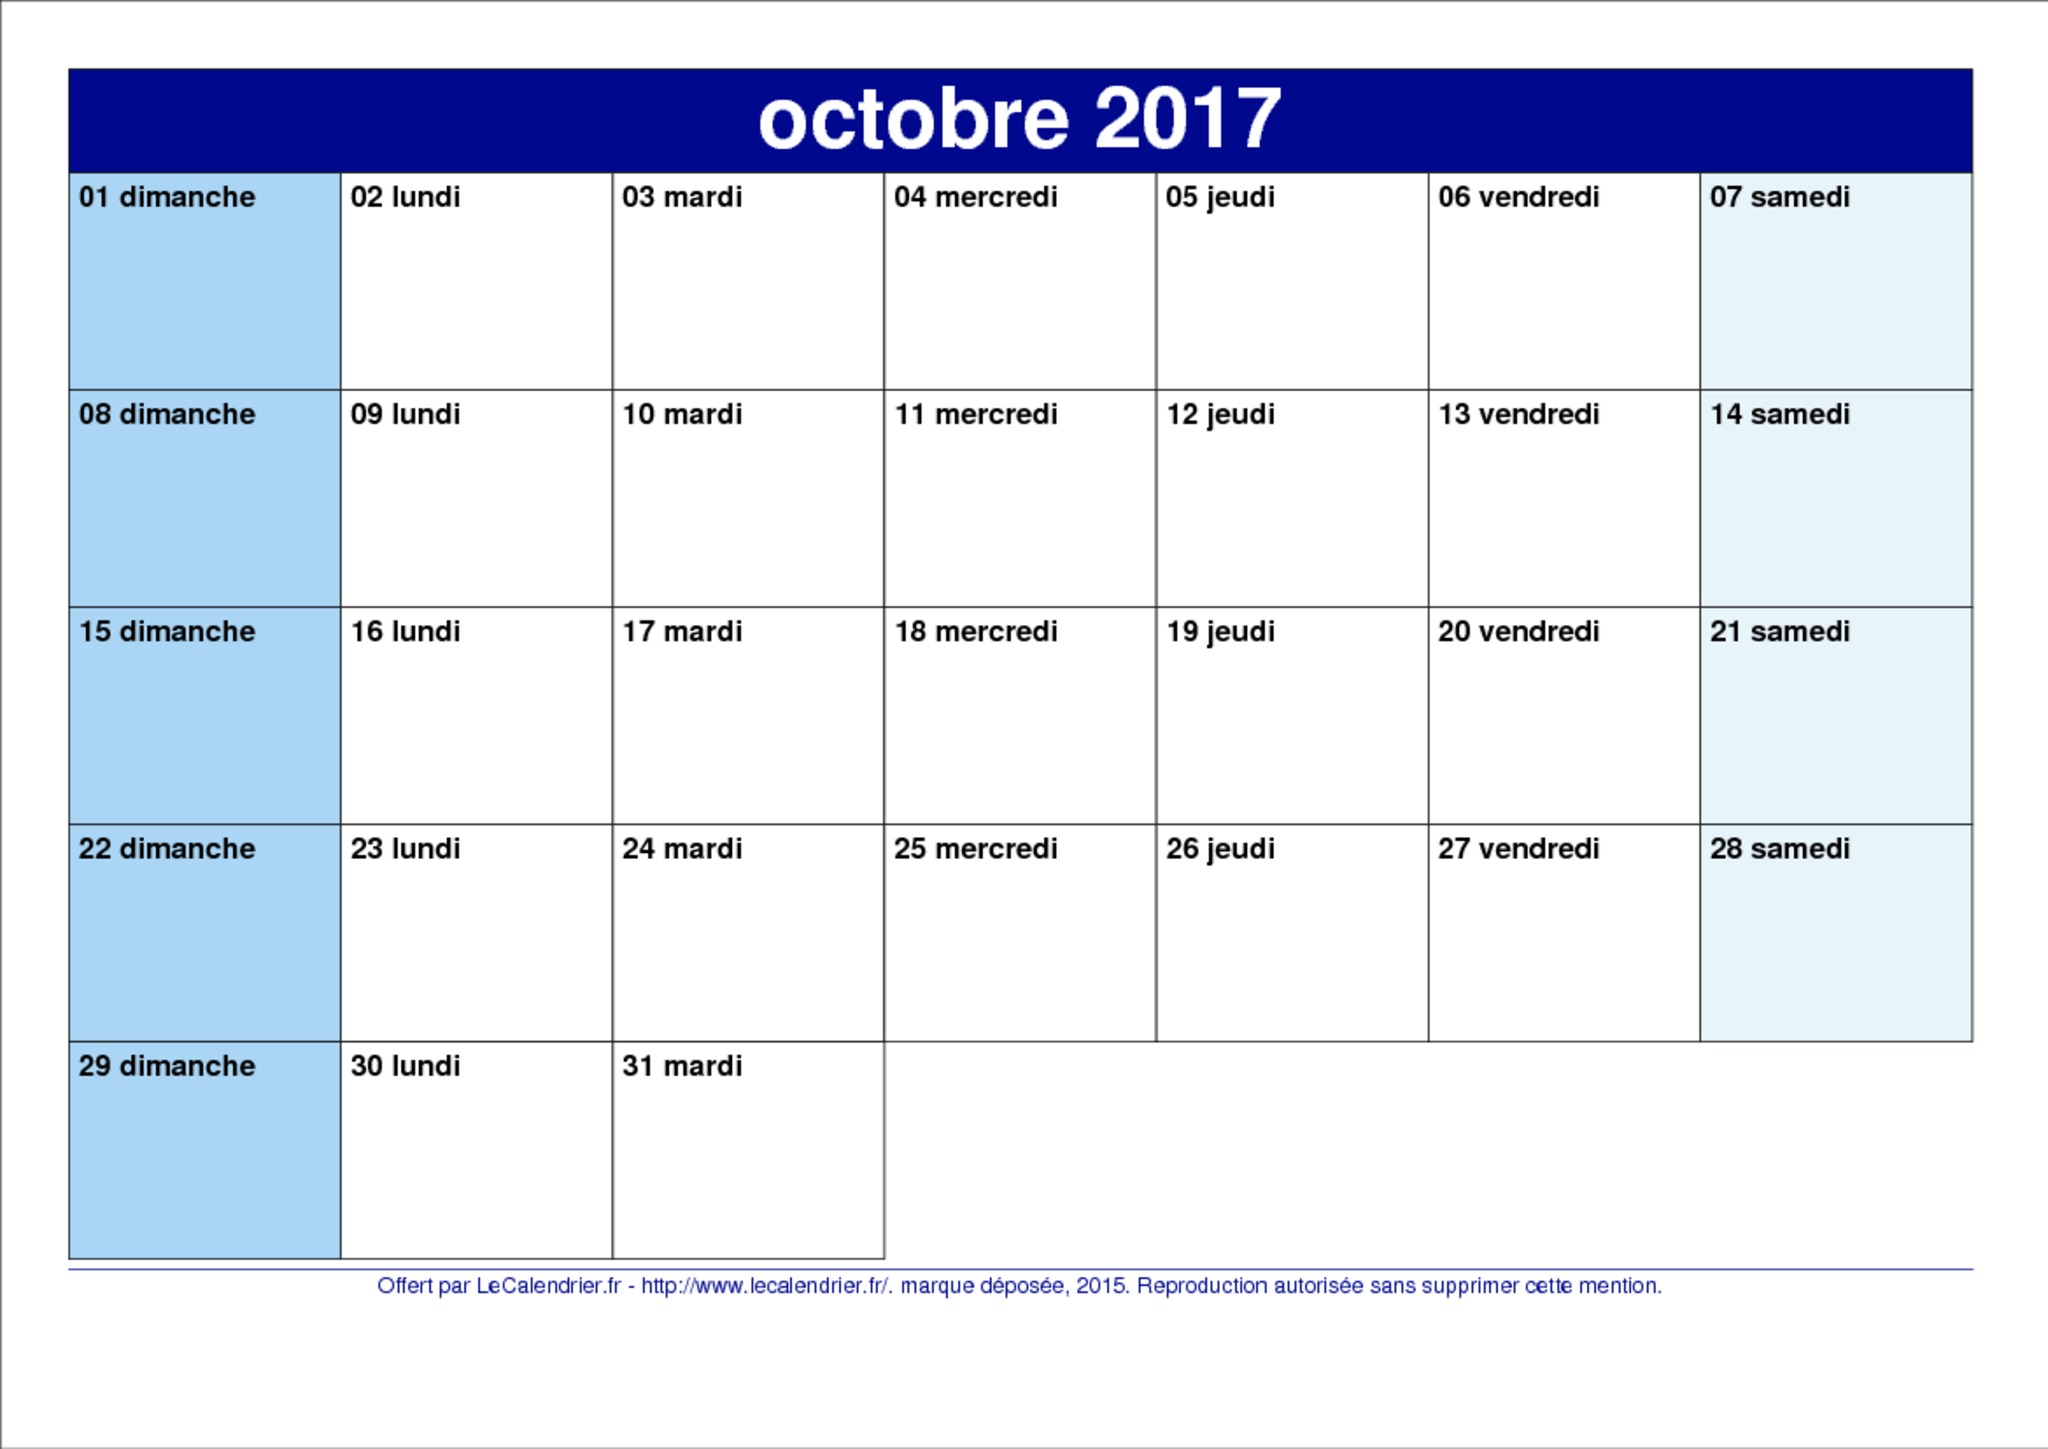 octobre 2017
01 dimanche 02 lundi 03 mardi 04 mercredi 05 jeudi 06 vendredi 07 samedi
08 dimanche 09 lundi 10 mardi 11 mercredi 12 jeudi 13 vendredi 14 samedi
15 dimanche 16 lundi 17 mardi 18 mercredi 19 jeudi 20 vendredi 21 samedi
22 dimanche 23 lundi 24 mardi 25 mercredi 26 jeudi 27 vendredi 28 samedi
29 dimanche 30 lundi 31 mardi
Offert par LeCalendrier.fr - http://www.lecalendrier.fr/. marque déposée, 2015. Reproduction autorisée sans supprimer cette mention.